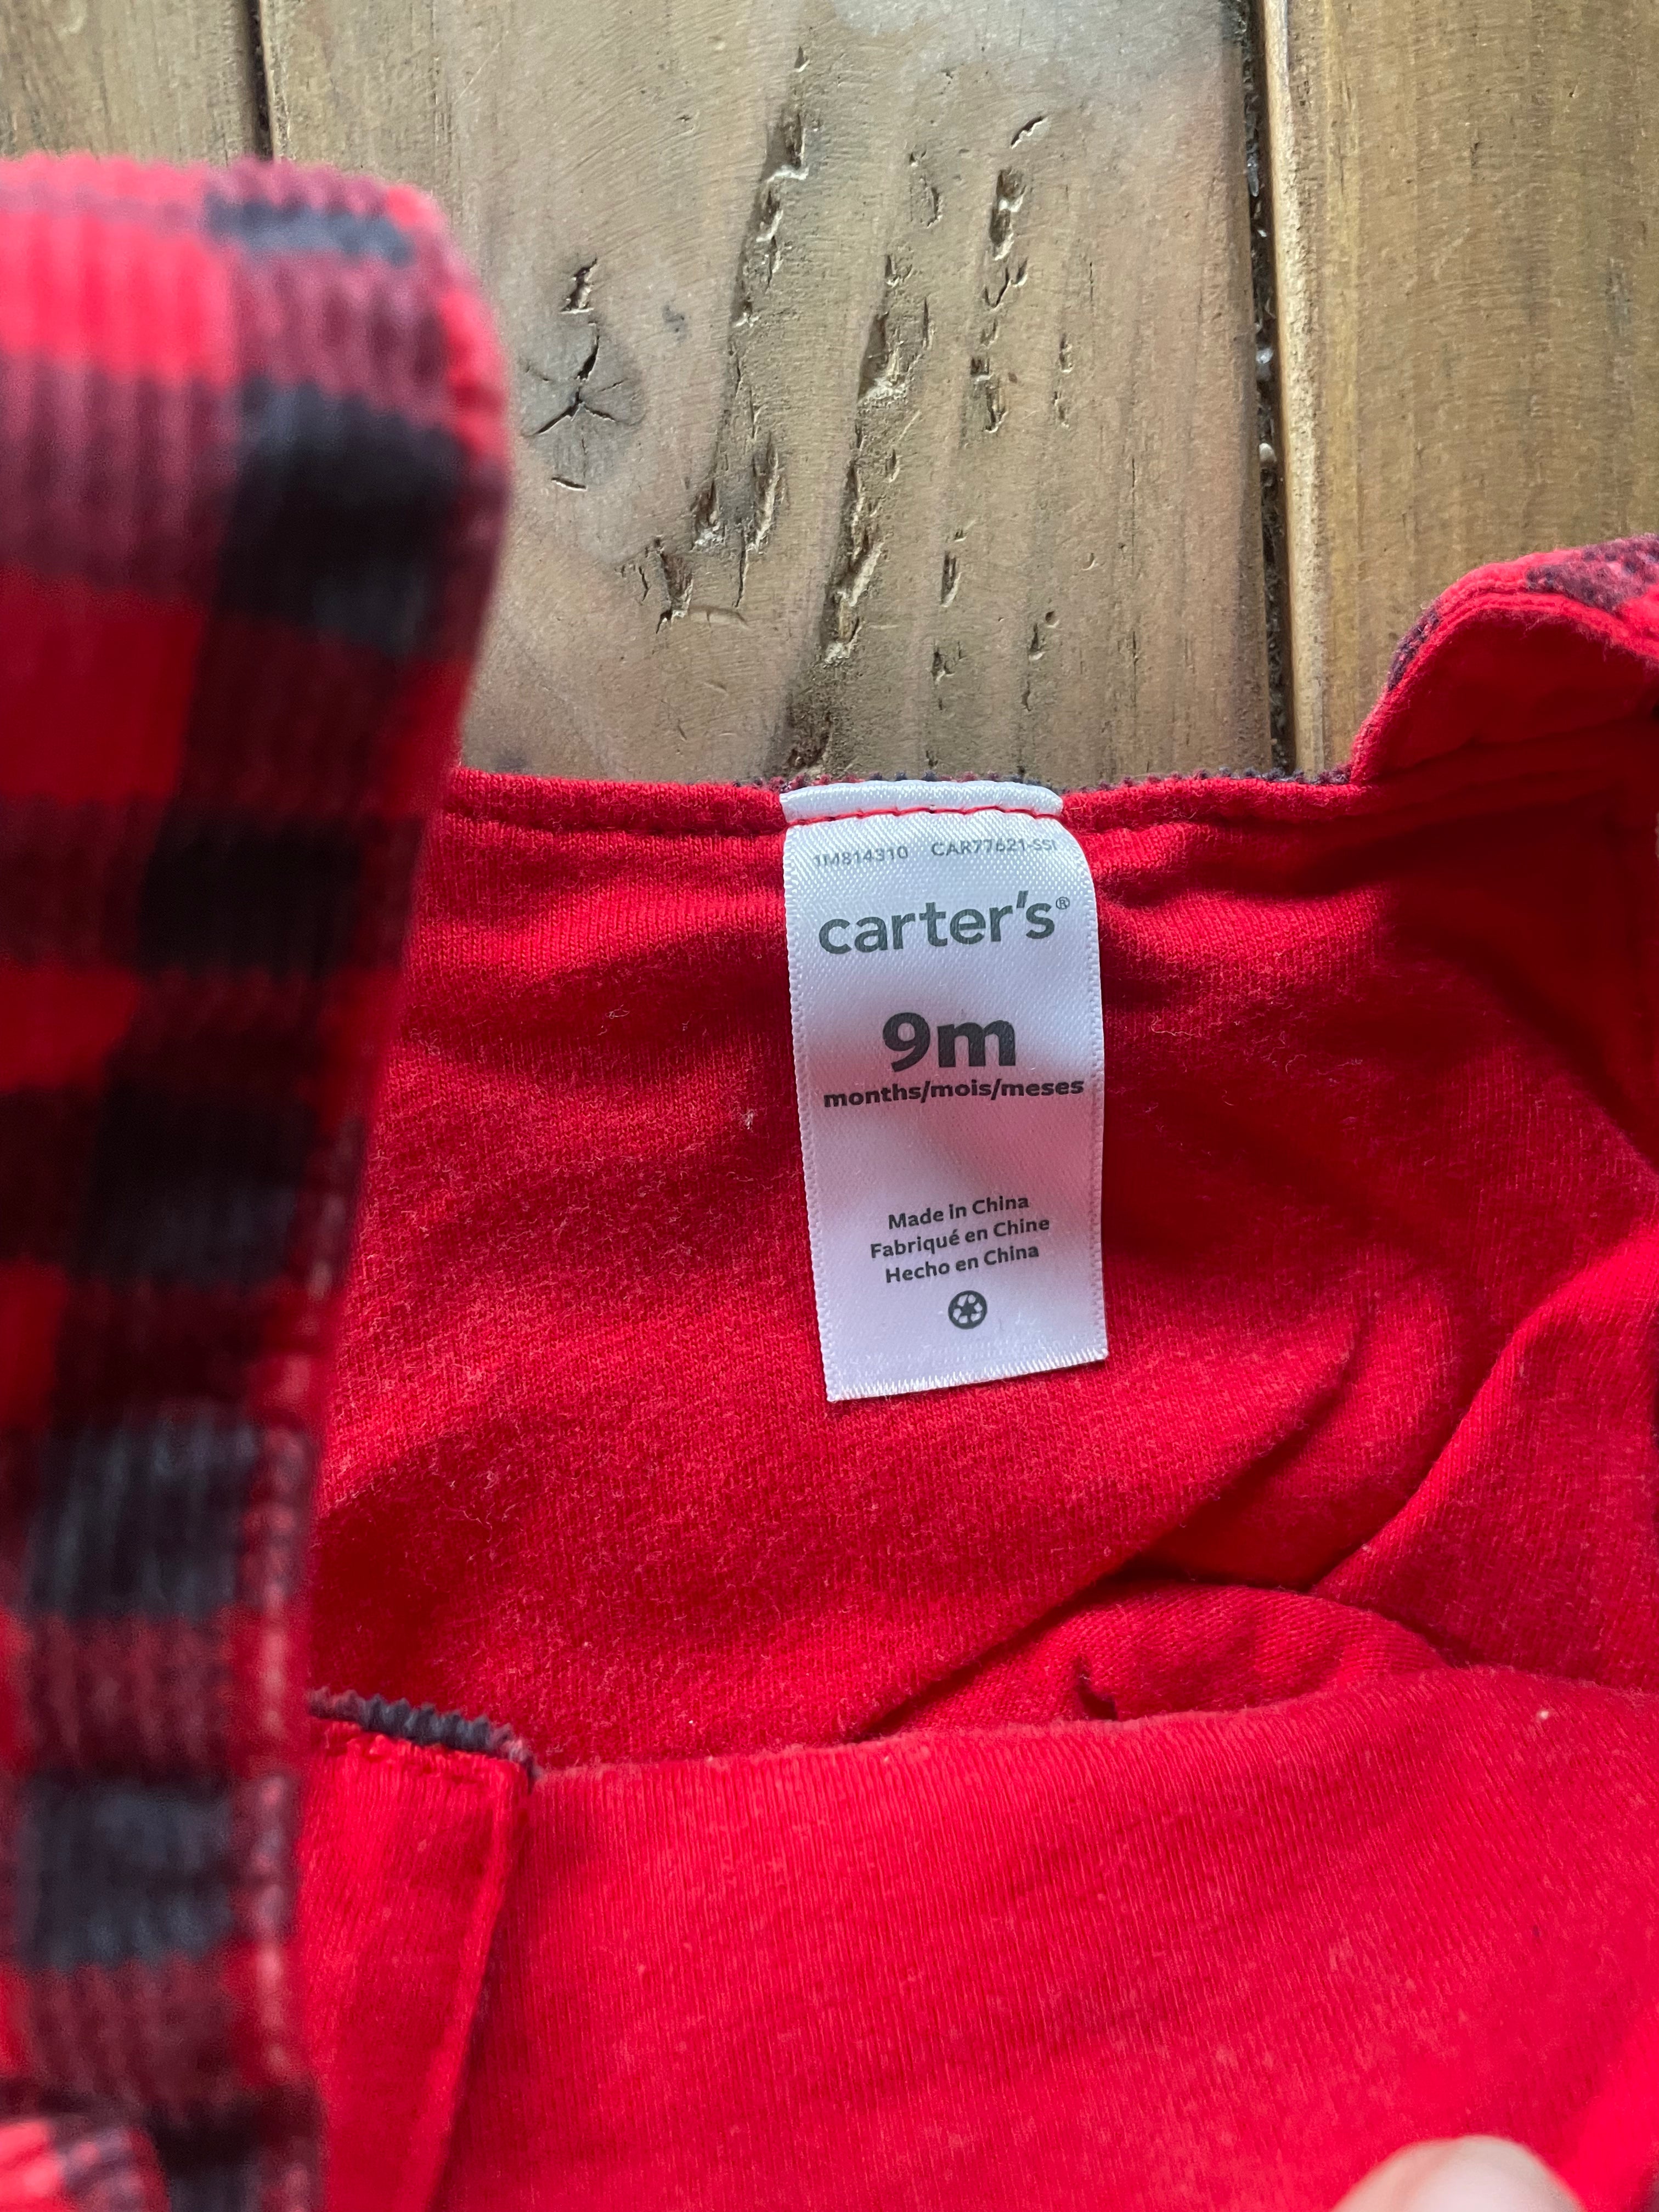 1M814310 CAR77621-SSI
carter's®
9m
months/mois/meses
Made in China
Fabriqué en Chine
Hecho en China